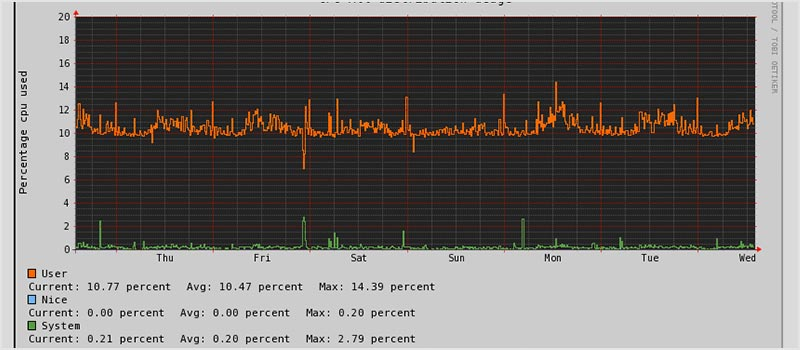 20
18
16
14
12
10
8
6
4
2
0
Percentage cpu used
Thu Fri Sat Sun Mon Tue Wed
TOOL / TOBI OETIKER
User
Current: 10.77 percent Avg: 10.47 percent Max: 14.39 percent
Nice
Current: 0.00 percent Avg: 0.00 percent Max: 0.20 percent
System
Current: 0.21 percent Avg: 0.20 percent Max: 2.79 percent